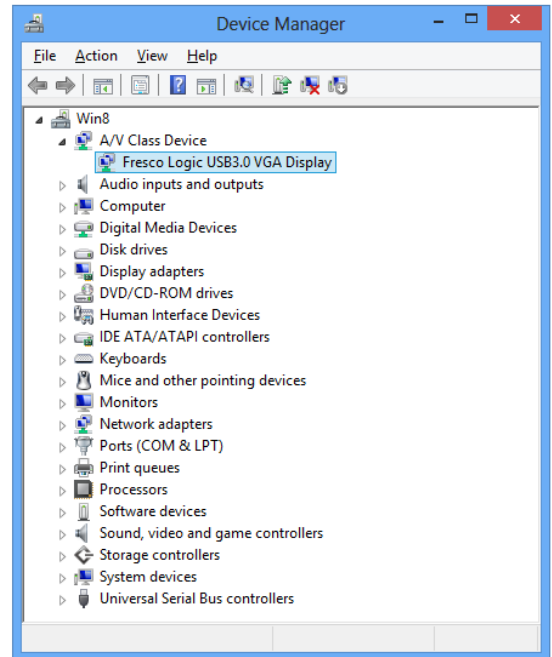 Device Manager
File Action View Help
Win8
A/V Class Device
Fresco Logic USB3.0 VGA Display
Audio inputs and outputs
Computer
Digital Media Devices
Disk drives
Display adapters
DVD/CD-ROM drives
Human Interface Devices
IDE ATA/ATAPI controllers
Keyboards
Mice and other pointing devices
Monitors
Network adapters
Ports (COM & LPT)
Print queues
Processors
Software devices
Sound, video and game controllers
Storage controllers
System devices
Universal Serial Bus controllers